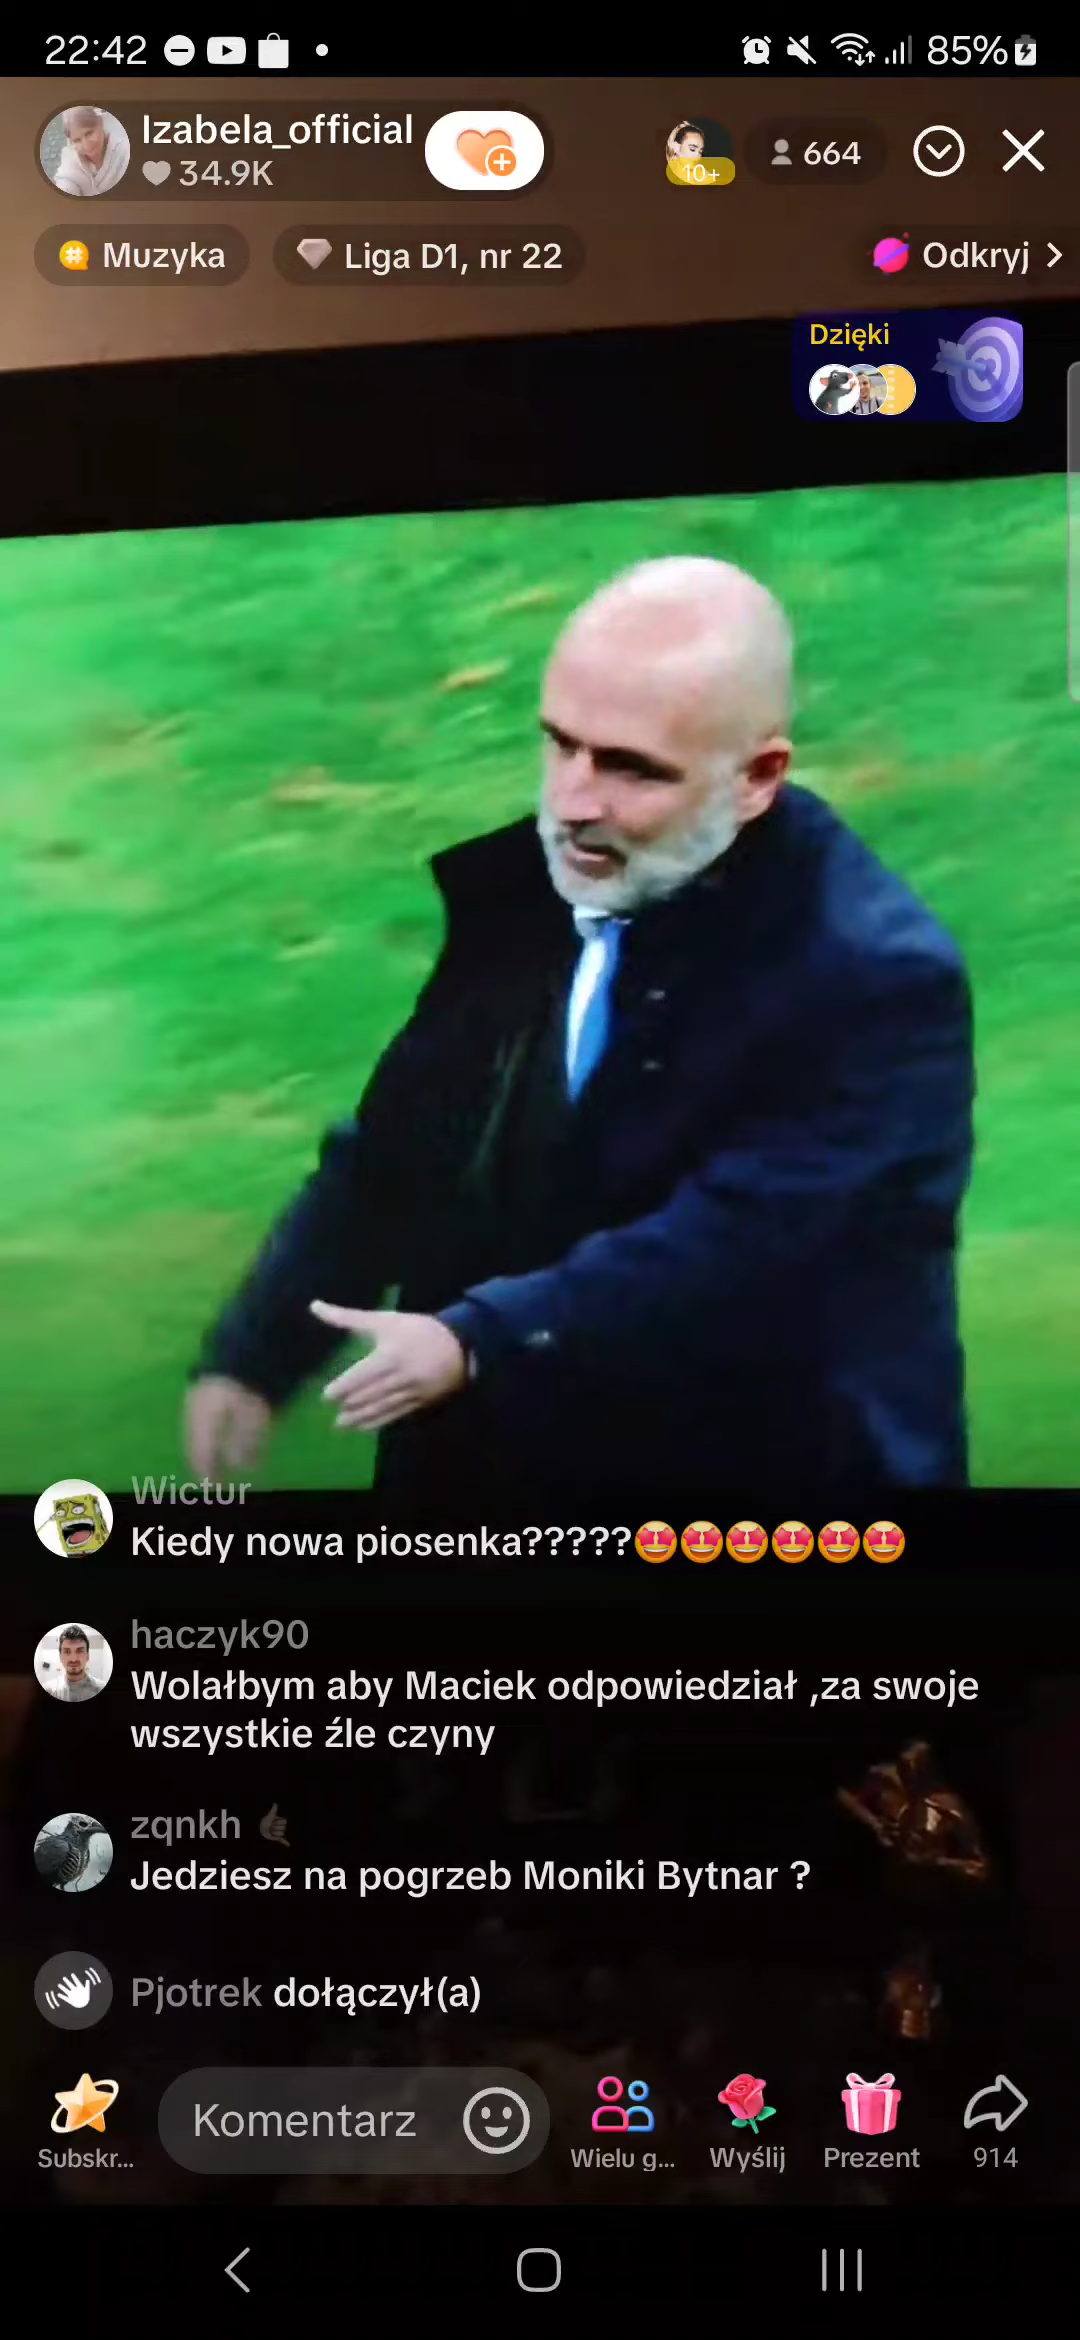 22:42
85%
Izabela_official
34.9K
10+
664
Muzyka
Liga D1, nr 22
Odkryj
Dzięki
Wictur
Kiedy nowa piosenka?????🤩🤩🤩🤩🤩🤩
haczyk90
Wolałbym aby Maciek odpowiedział ,za swoje
wszystkie źle czyny
zqnkh 🤙
Jedziesz na pogrzeb Moniki Bytnar ?
Pjotrek dołączył(a)
Komentarz
Subskr...
Wielu g...
Wyślij
Prezent
914